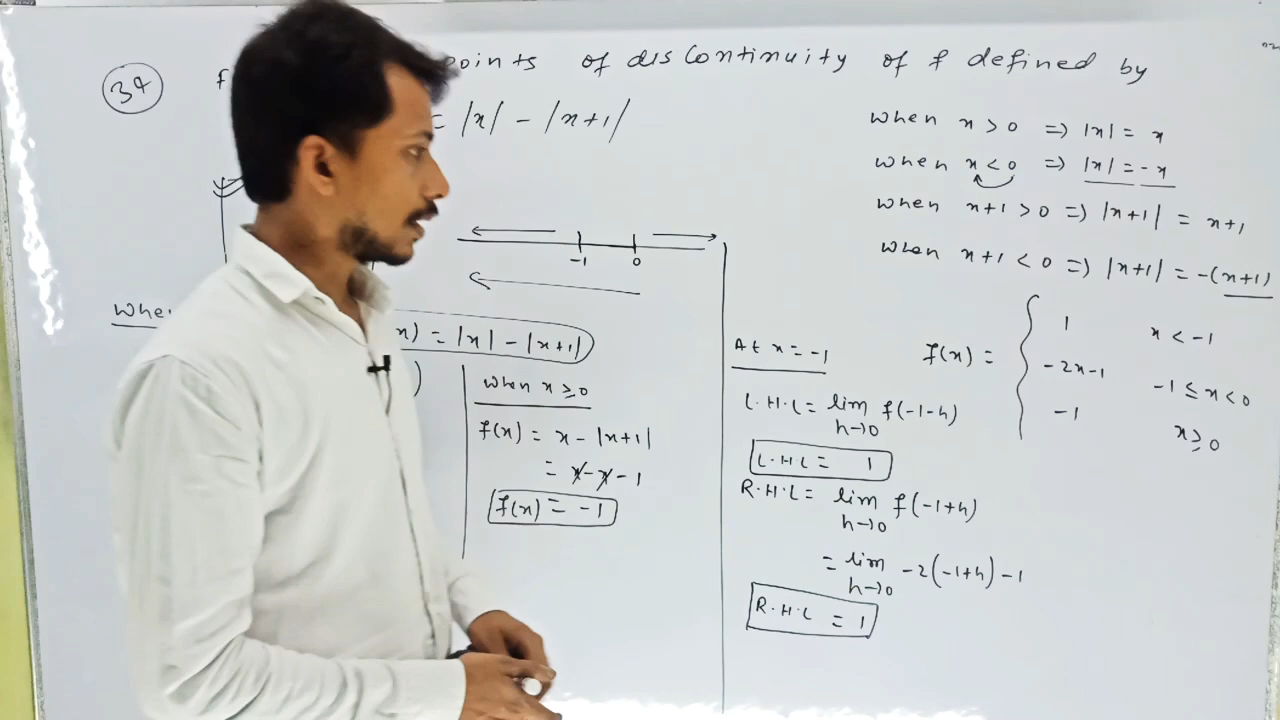 34 f points of discontinuity of f defined by
= |x| - |x+1|
when x > 0 => |x| = x
when x < 0 => |x| = -x
when x+1 > 0 => |x+1| = x+1
when x+1 < 0 => |x+1| = -(x+1)
-1 0
whe
x) = |x| - |x+1|
)
when x ≥ 0
f(x) = x - |x+1|
= x - x - 1
f(x) = -1
At x = -1
L.H.L = lim f(-1-h)
h→0
L.H.L = 1
R.H.L = lim f(-1+h)
h→0
= lim -2(-1+h) -1
h→0
R.H.L = 1
f(x) = { 1 x < -1
-2x-1 -1 ≤ x < 0
-1 x ≥ 0